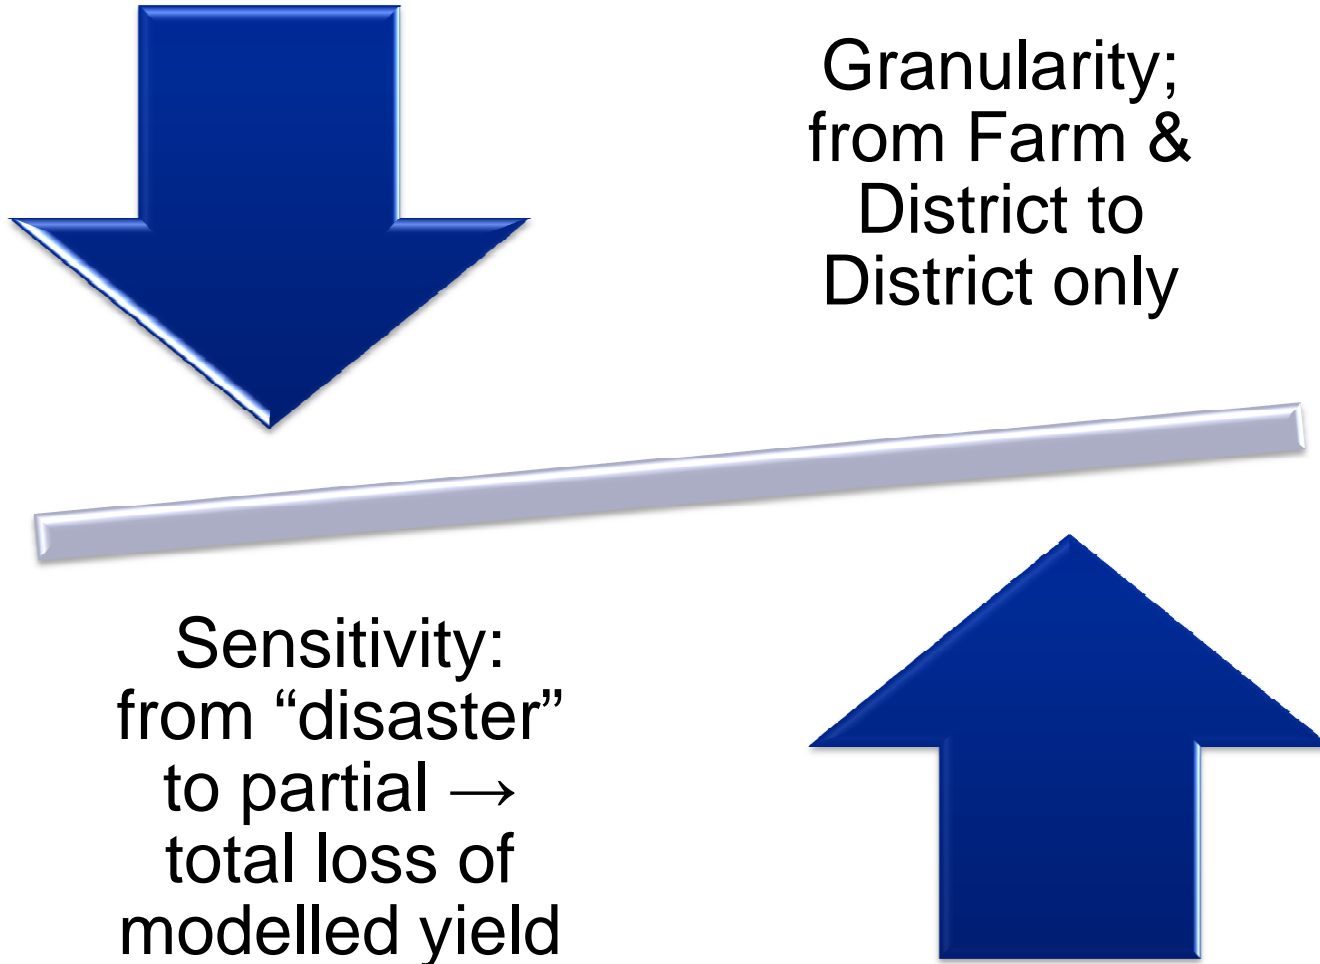 Granularity;
from Farm &
District to
District only
Sensitivity:
from “disaster”
to partial →
total loss of
modelled yield